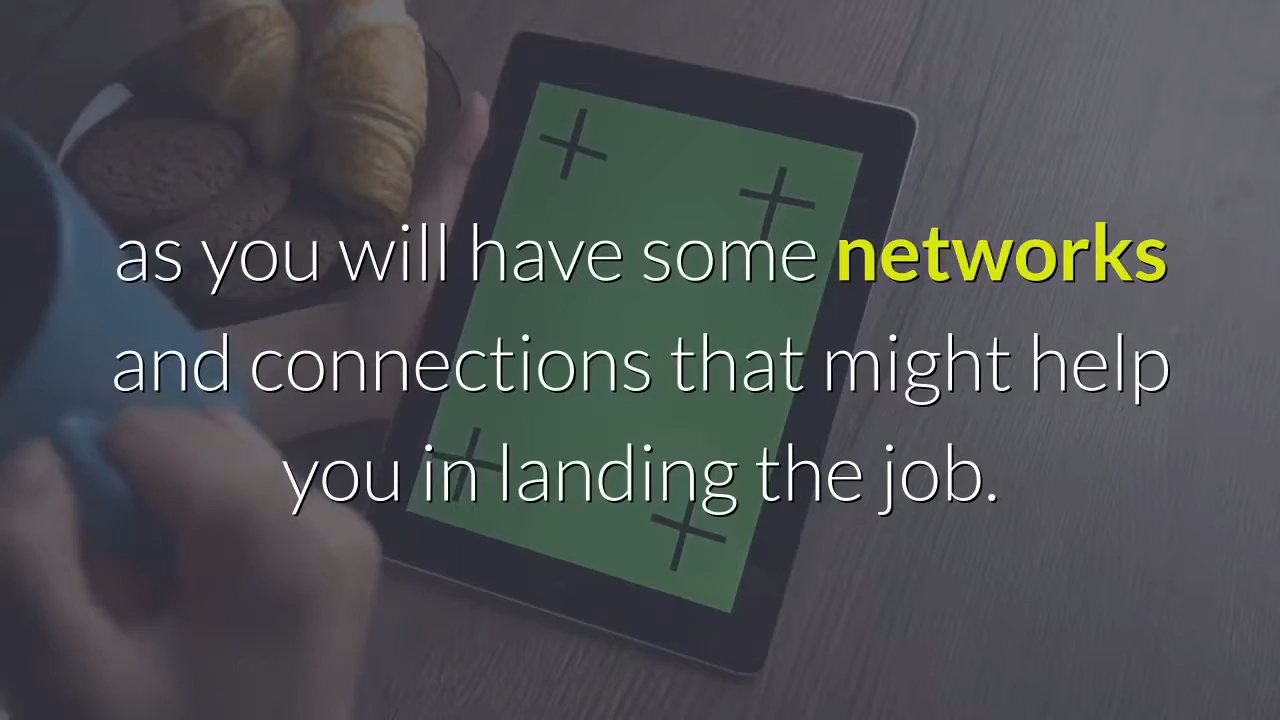 as you will have some networks
and connections that might help
you in landing the job.